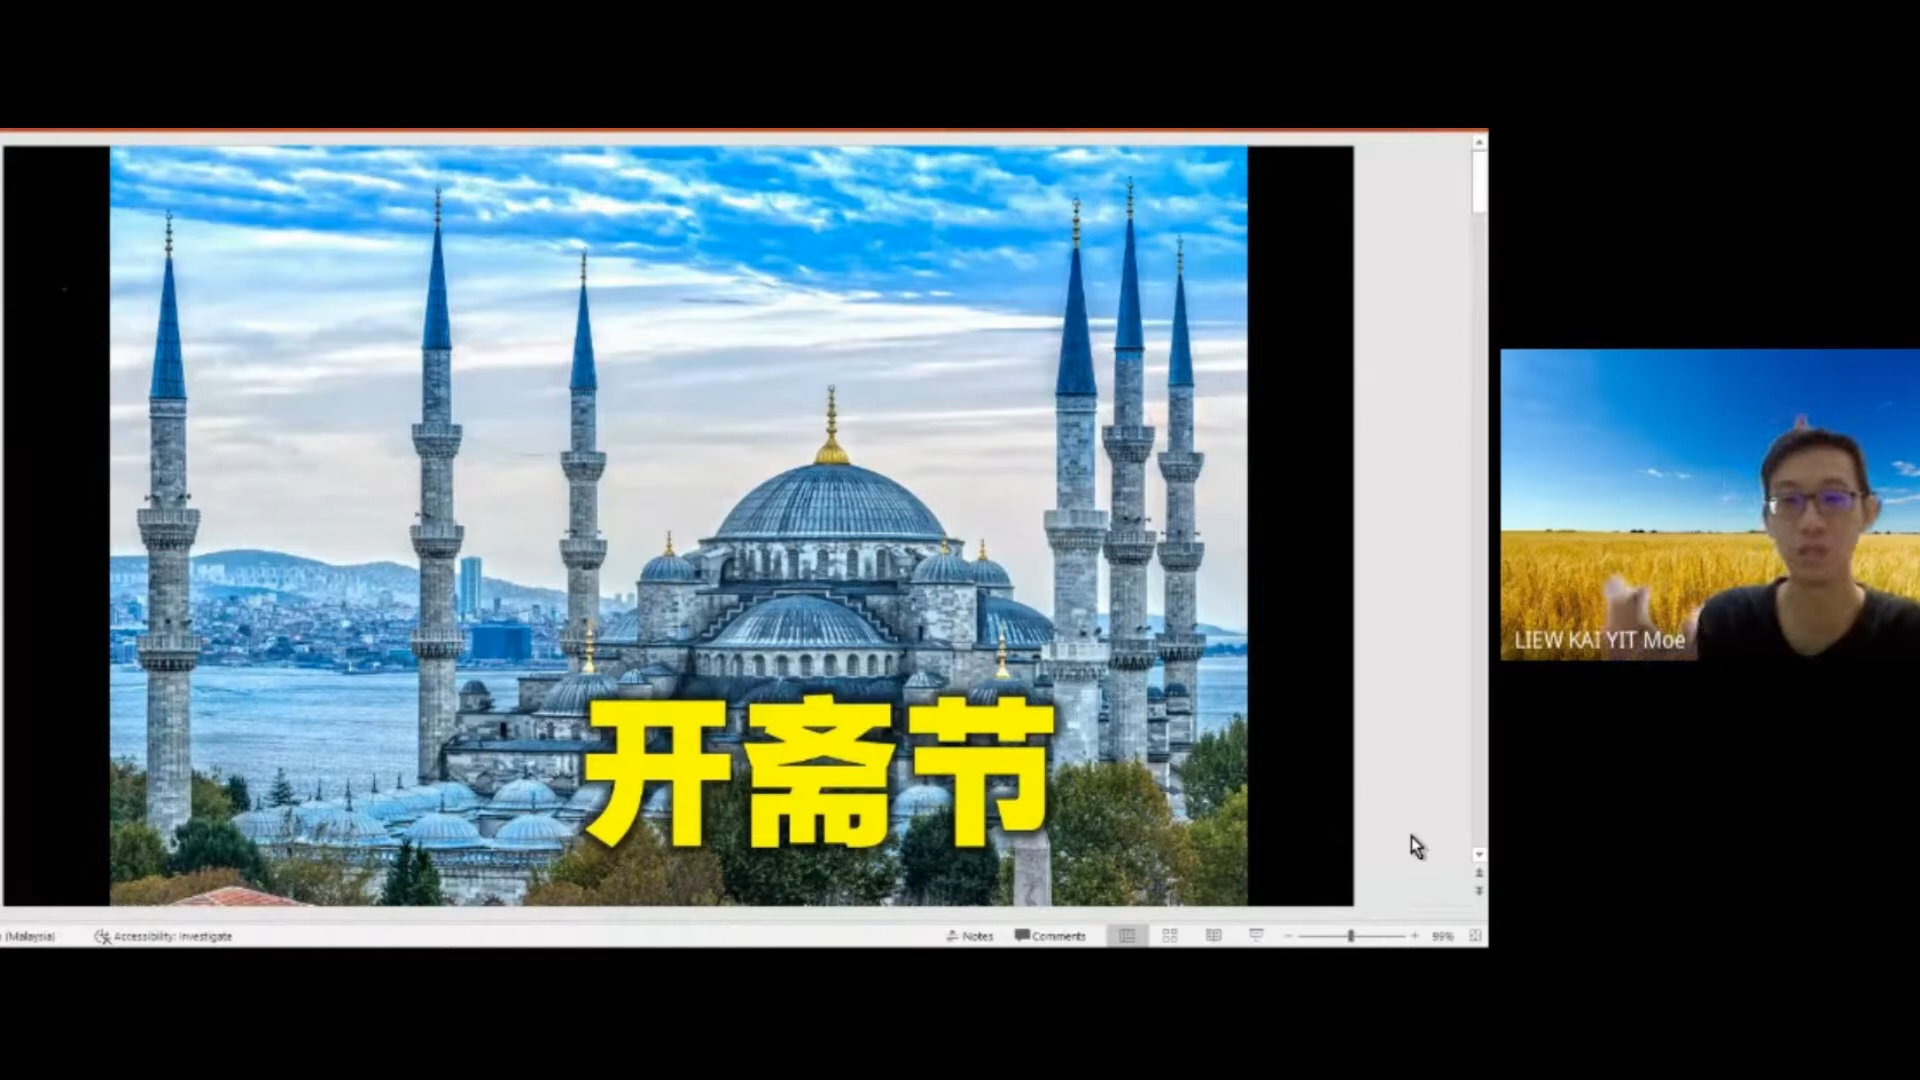 开斋节
LIEW KAI YIT Moe
(Malaysia)
Accessibility: Investigate
Notes
Comments
99%